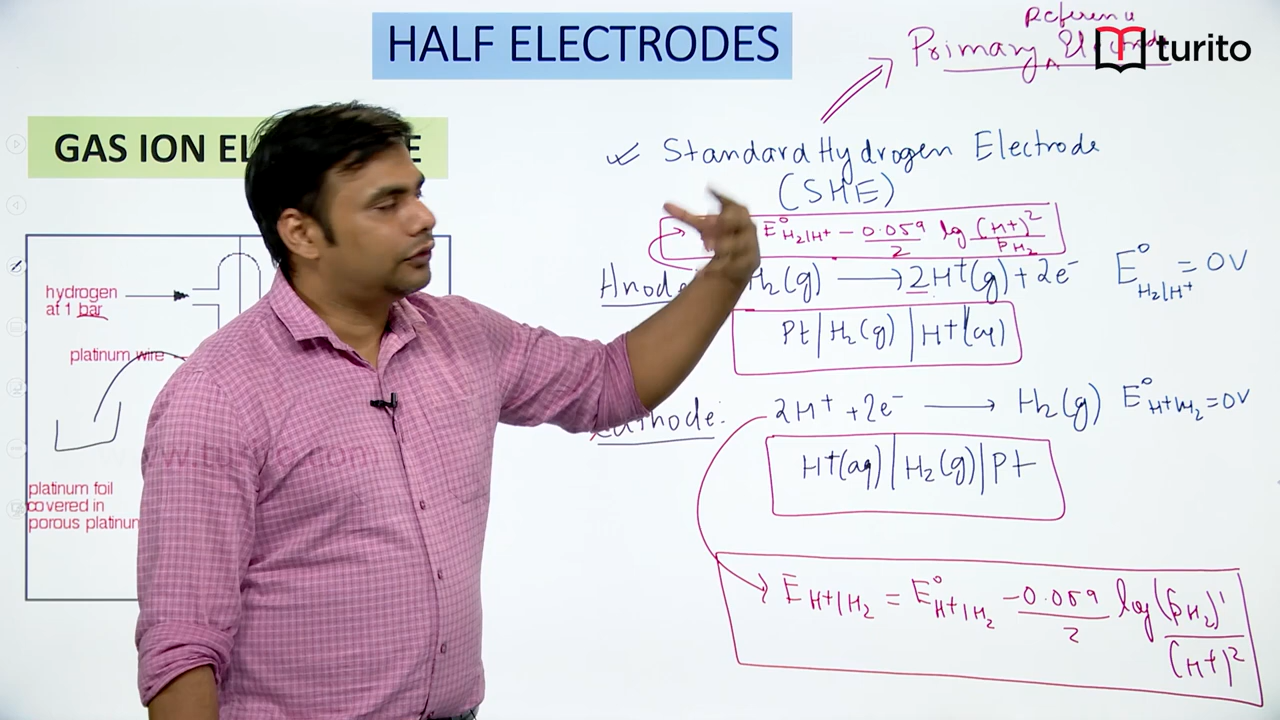 HALF ELECTRODES
Reference
Primary
turito
GAS ION EL E
Standard Hydrogen Electrode
(SHE)
E°H₂|H+ - 0.059/2 log (H+)²/PH₂
Anode H₂(g) ⟶ 2H+(g) + 2e⁻ E°H₂|H+ = 0V
Pt | H₂(g) | H+(aq)
Cathode: 2H+ + 2e⁻ ⟶ H₂(g) E°H+|H₂ = 0V
H+(aq) | H₂(g) | Pt
E H+|H₂ = E°H+|H₂ - 0.059/2 log (pH₂)¹/(H+)²
hydrogen
at 1 bar
platinum wire
platinum foil
covered in
porous platinum